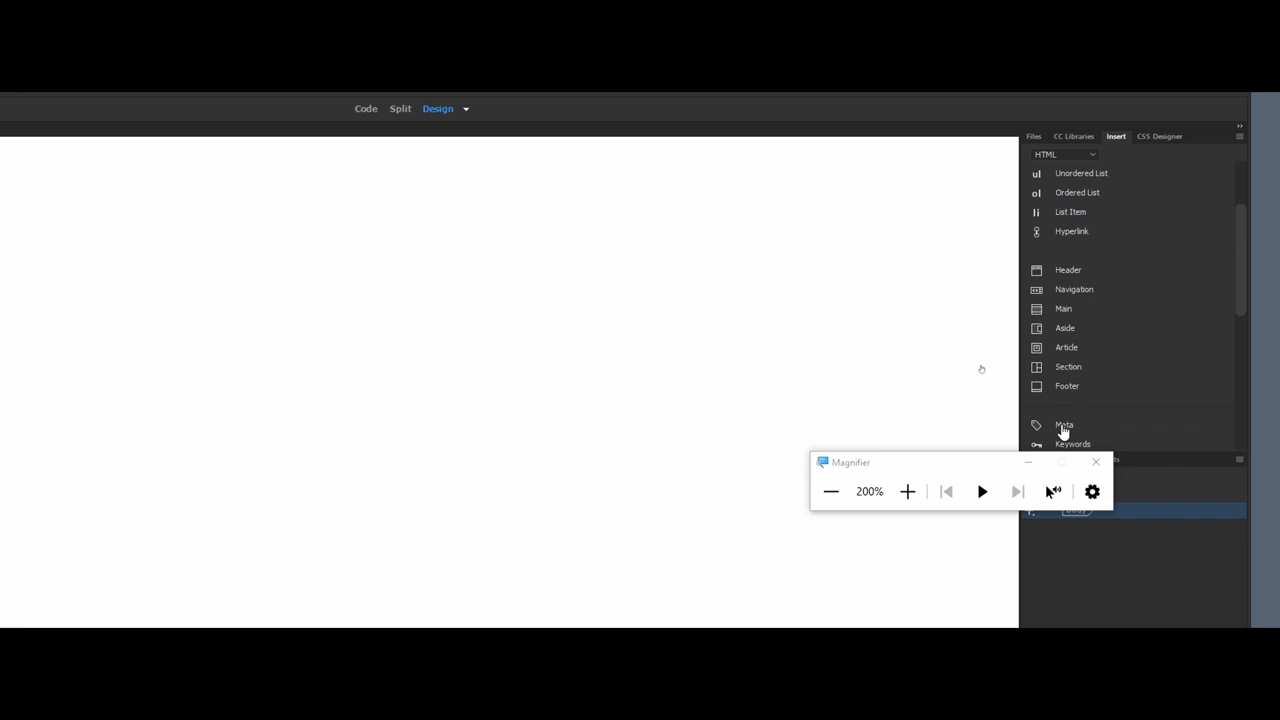 Code Split Design
Files CC Libraries Insert CSS Designer
HTML
ul Unordered List
ol Ordered List
li List Item
Hyperlink
Header
Navigation
Main
Aside
Article
Section
Footer
Meta
Keywords
Magnifier
200%